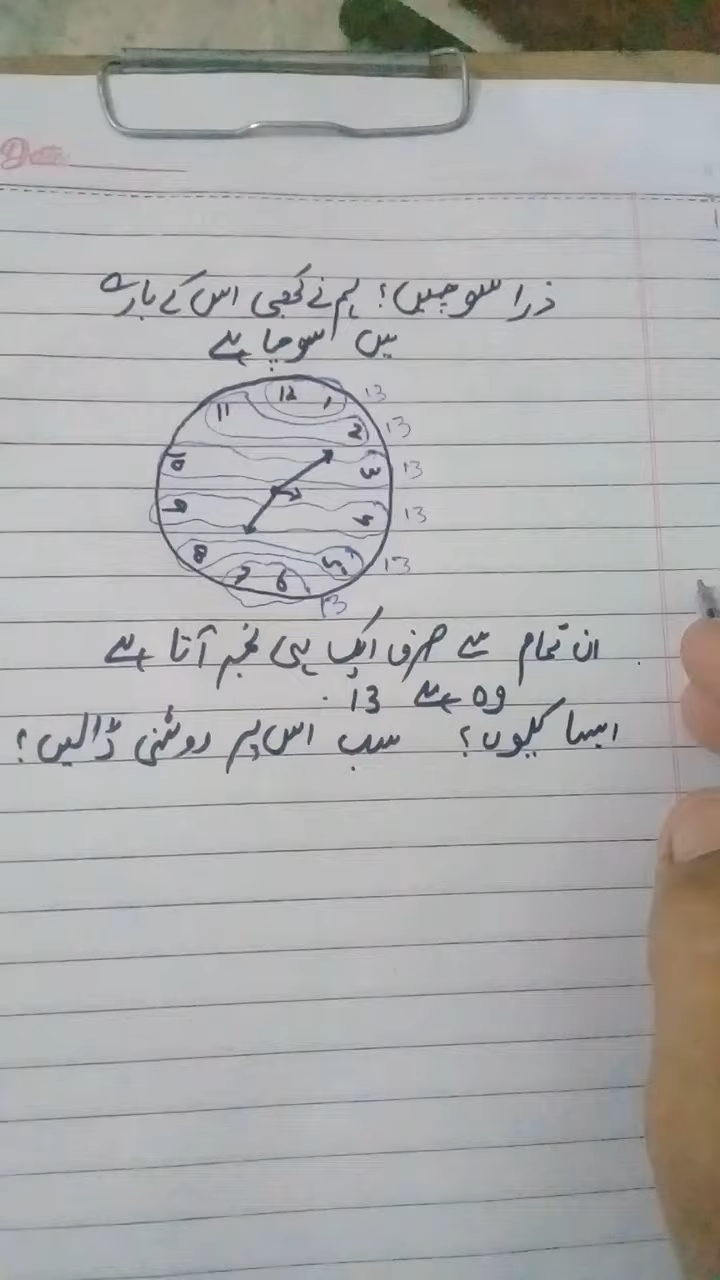 Date
ذرا سوچیں؟ ہم نے کبھی اس کے بارے
میں سوچا ہے
11 12 1 13
2 13
10 3 13
9 4 13
8 5 13
7 6 13
ان تمام سے صرف ایک ہی نتیجہ آتا ہے
وہ ہے 13.
ایسا کیوں؟ سب اس پر روشنی ڈالیں؟